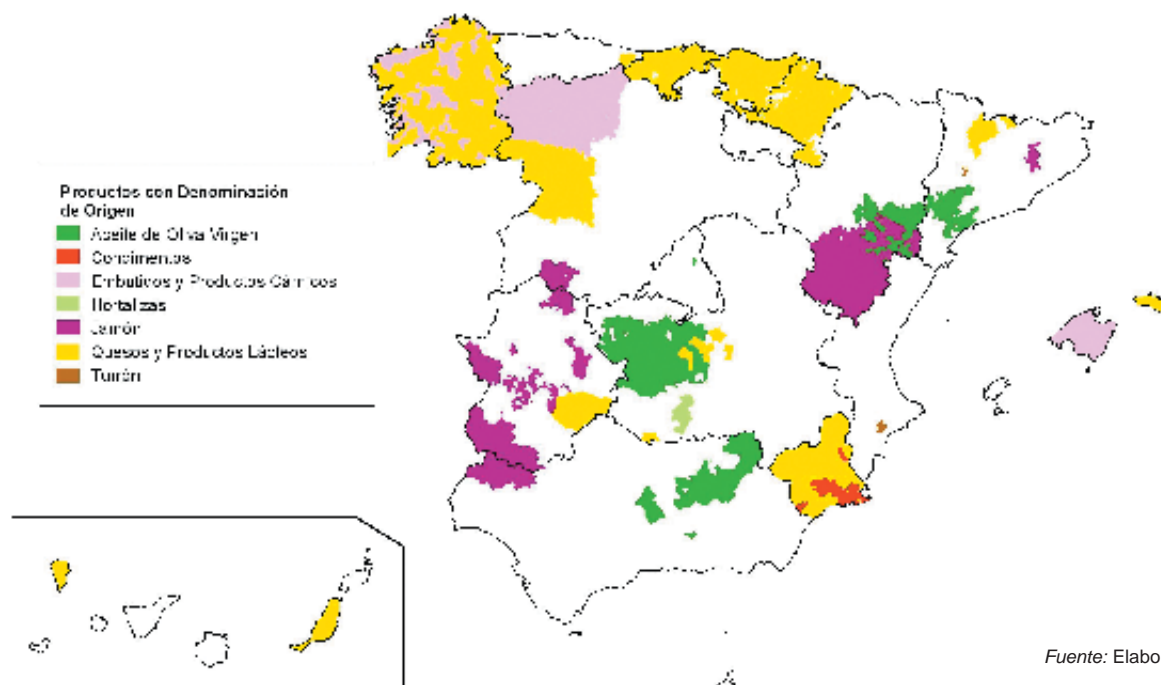 Productos con Denominación
de Origen
Aceite de Oliva Virgen
Condimentos
Embutivos y Productos Cárnicos
Hortalizas
Jamón
Quesos y Productos Lácteos
Turrón
Fuente: Elabo